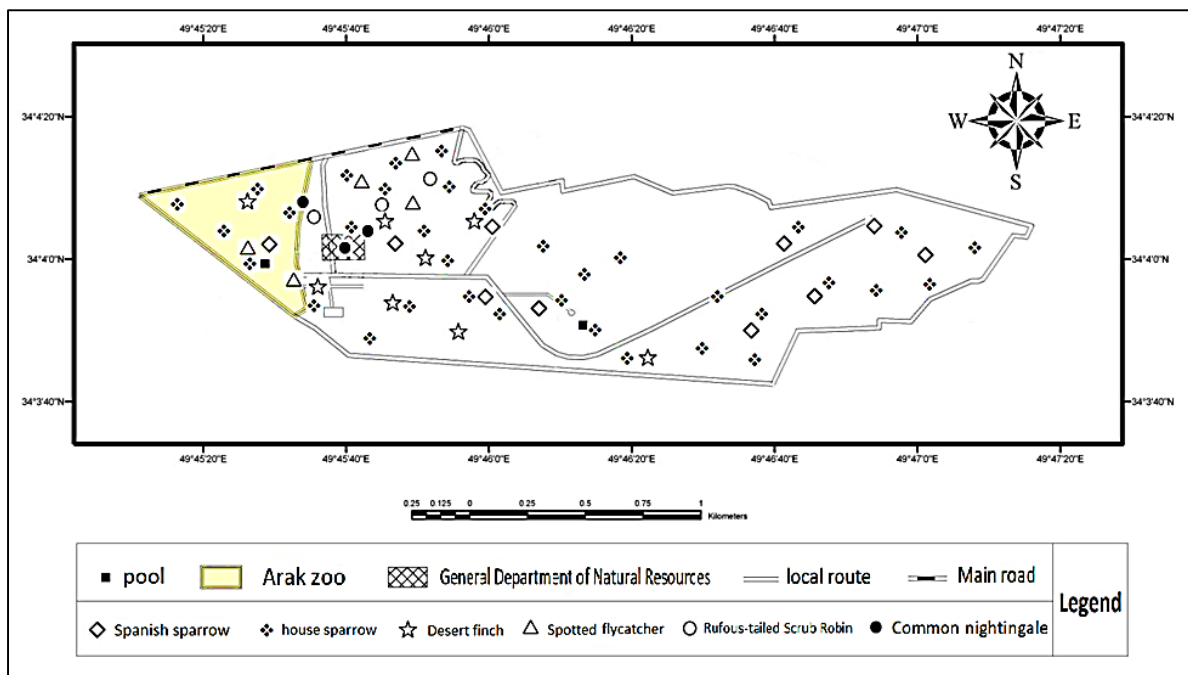 49°45'20"E 49°45'40"E 49°46'0"E 49°46'20"E 49°46'40"E 49°47'0"E 49°47'20"E
N
34°4'20"N W E 34°4'20"N
S
34°4'0"N 34°4'0"N
34°3'40"N 34°3'40"N
49°45'20"E 49°45'40"E 49°46'0"E 49°46'20"E 49°46'40"E 49°47'0"E 49°47'20"E
0.25 0.125 0 0.25 0.5 0.75 1
Kilometers
pool Arak zoo General Department of Natural Resources local route Main road
Legend
Spanish sparrow house sparrow Desert finch Spotted flycatcher Rufous-tailed Scrub Robin Common nightingale